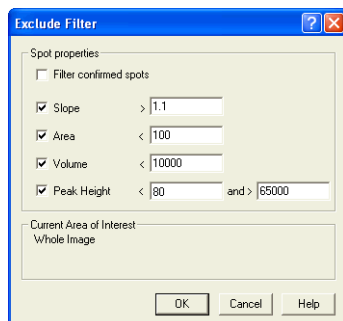 Exclude Filter
Spot properties
Filter confirmed spots
Slope > 1.1
Area < 100
Volume < 10000
Peak Height < 80 and > 65000
Current Area of Interest
Whole Image
OK Cancel Help